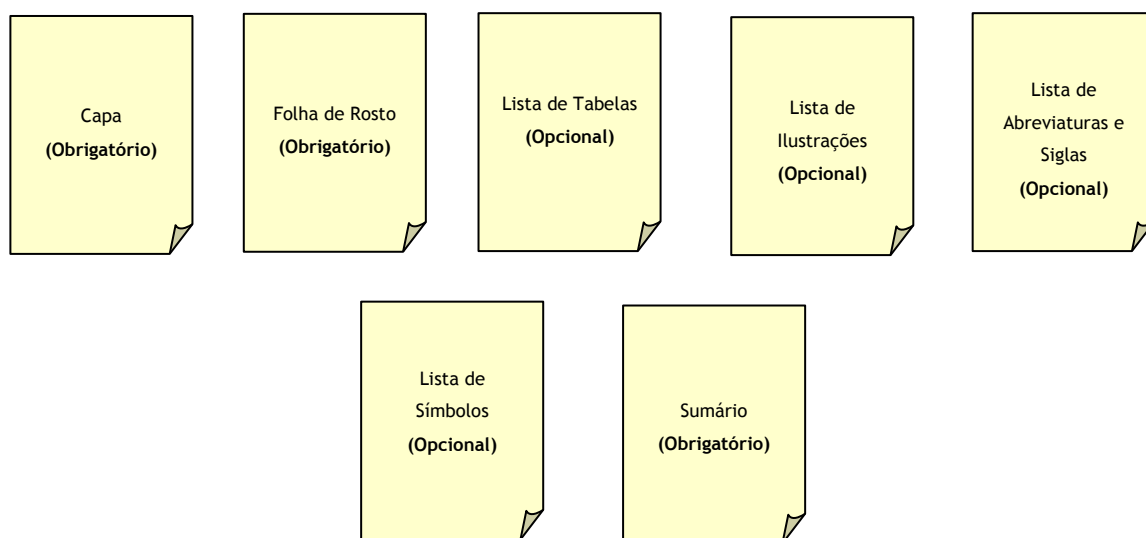 Capa
(Obrigatório)
Folha de Rosto
(Obrigatório)
Lista de Tabelas
(Opcional)
Lista de
Ilustrações
(Opcional)
Lista de
Abreviaturas e
Siglas
(Opcional)
Lista de
Símbolos
(Opcional)
Sumário
(Obrigatório)